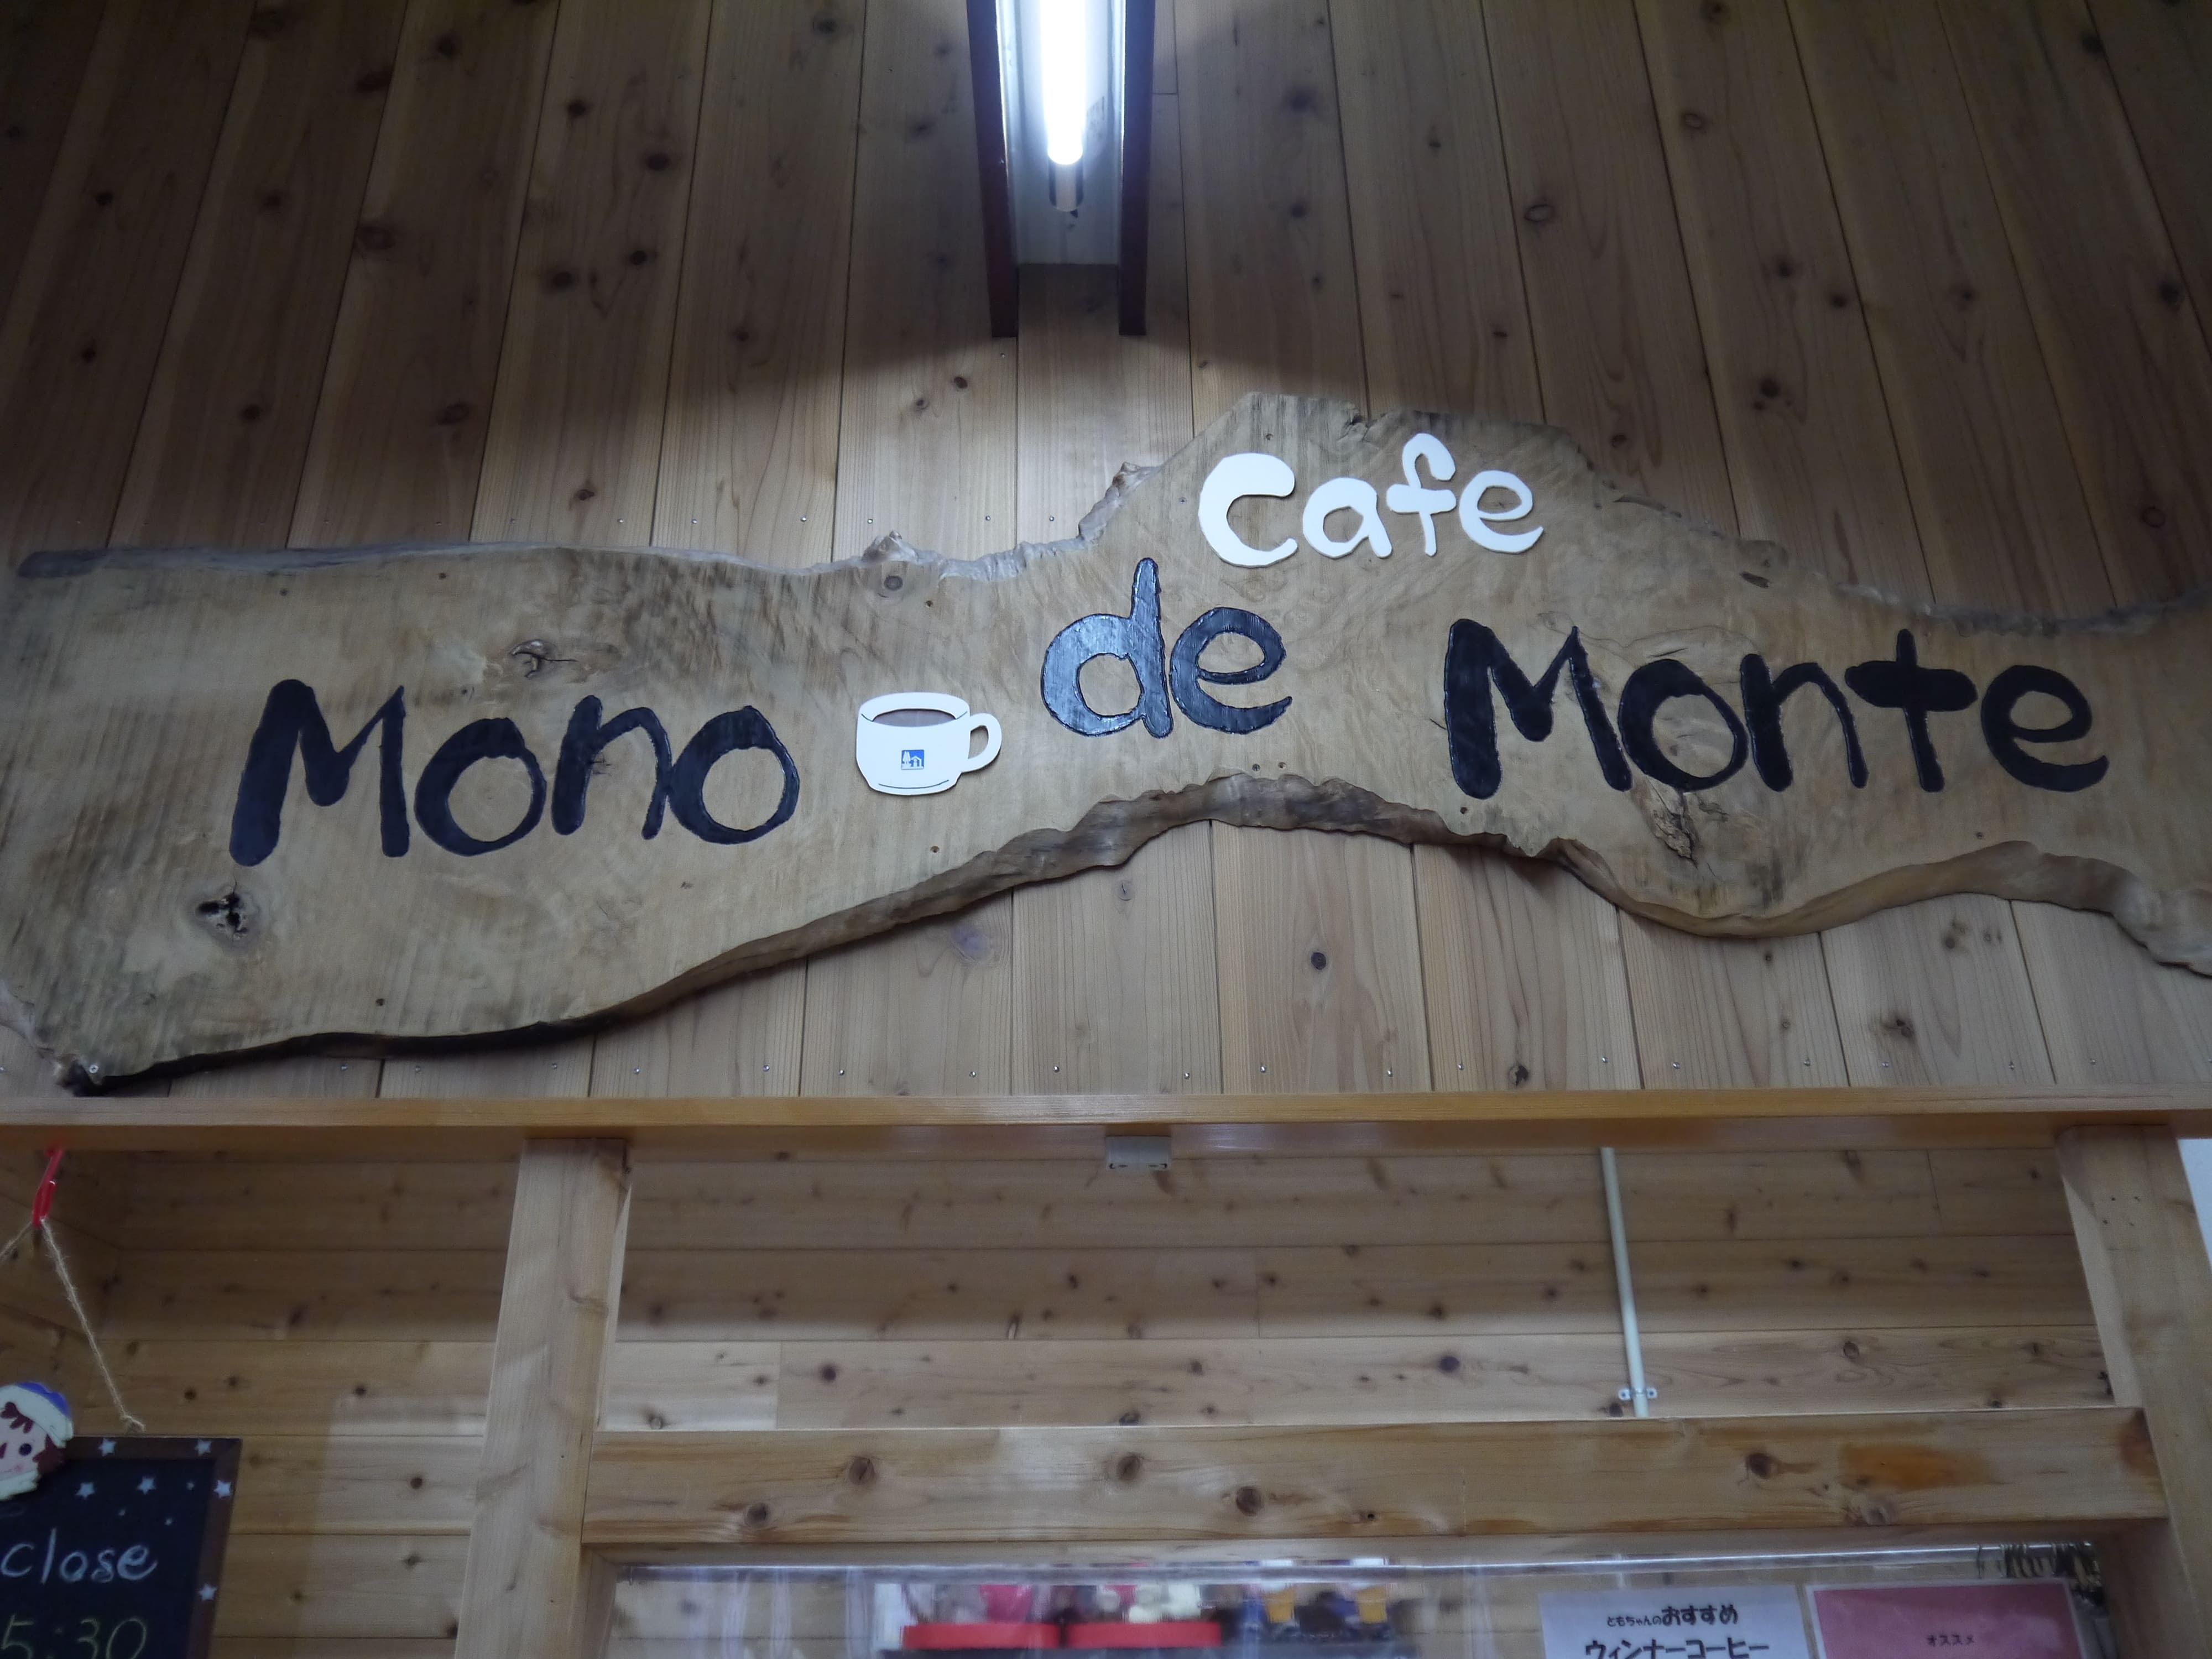 Cafe
Mono de Monte
close
5:30
ともちゃんのおすすめ
ウィンナーコーヒー
オススメ